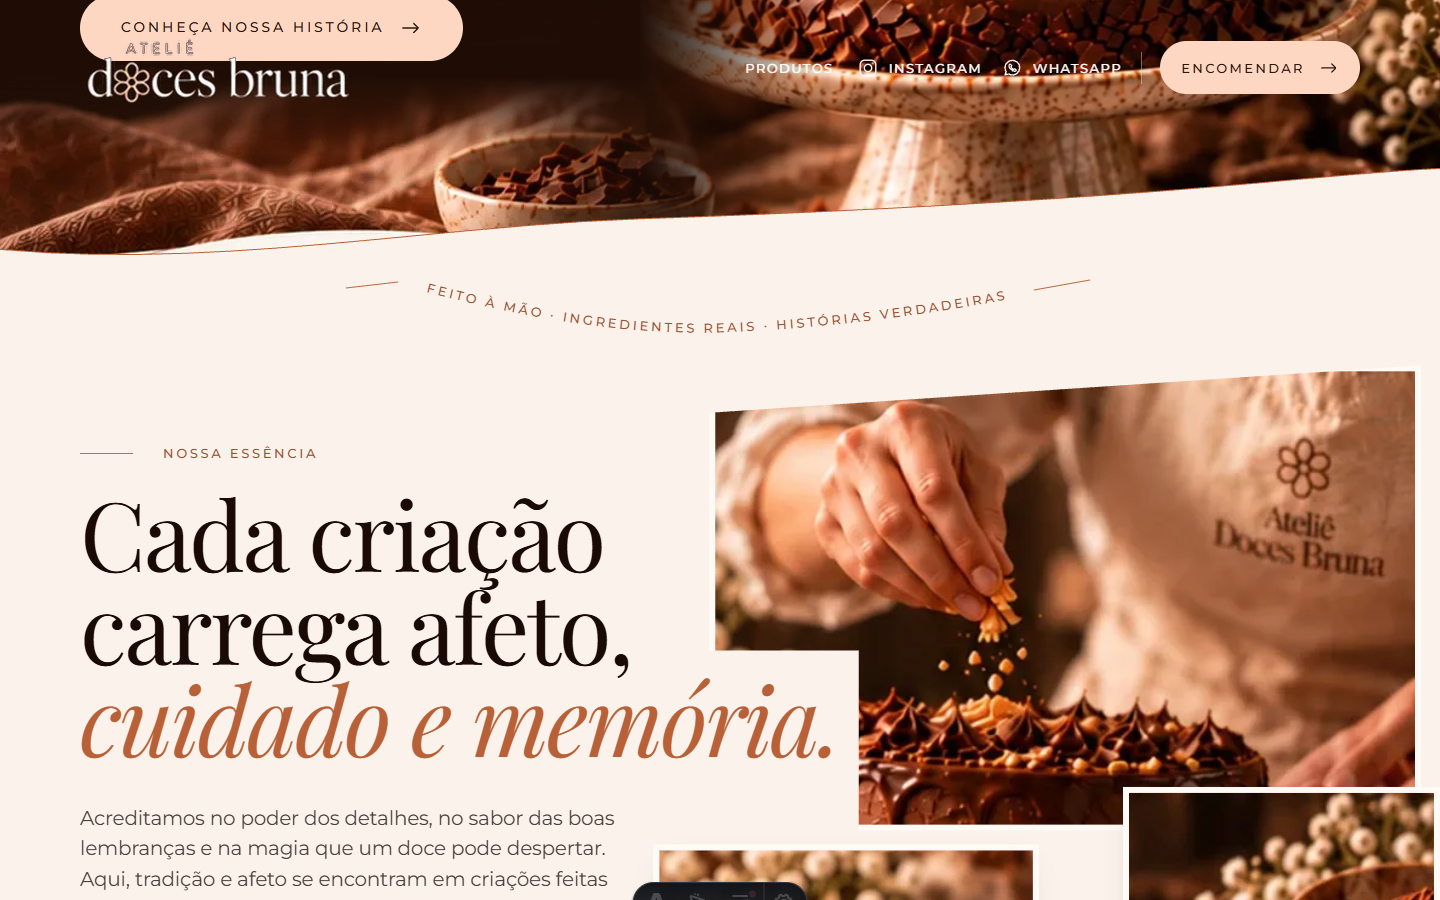 CONHEÇA NOSSA HISTÓRIA
ATELIÊ
doces bruna
PRODUTOS
INSTAGRAM
WHATSAPP
ENCOMENDAR
FEITO À MÃO · INGREDIENTES REAIS · HISTÓRIAS VERDADEIRAS
NOSSA ESSÊNCIA
Cada criação
carrega afeto,
cuidado e memória.
Ateliê
Doces Bruna
Acreditamos no poder dos detalhes, no sabor das boas
lembranças e na magia que um doce pode despertar.
Aqui, tradição e afeto se encontram em criações feitas